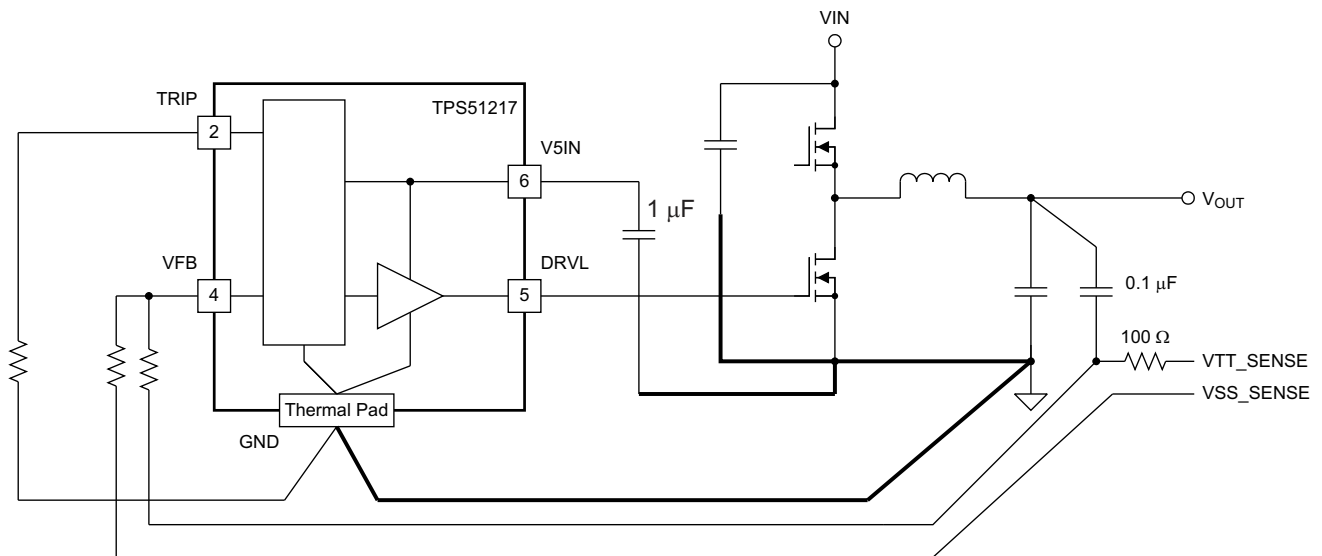 VIN
TRIP
TPS51217
2
V5IN
6
1 μF
V_OUT
VFB
DRVL
4
5
0.1 μF
100 Ω
VTT_SENSE
VSS_SENSE
Thermal Pad
GND